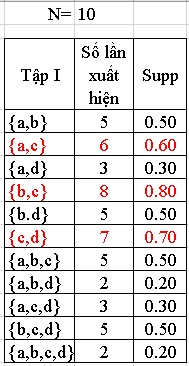 N= 10
Tập I Số lần xuất hiện Supp
{a,b} 5 0.50
{a,c} 6 0.60
{a,d} 3 0.30
{b,c} 8 0.80
{b.d} 5 0.50
{c,d} 7 0.70
{a,b,c} 5 0.50
{a,b,d} 2 0.20
{a,c,d} 3 0.30
{b,c,d} 5 0.50
{a,b,c,d} 2 0.20